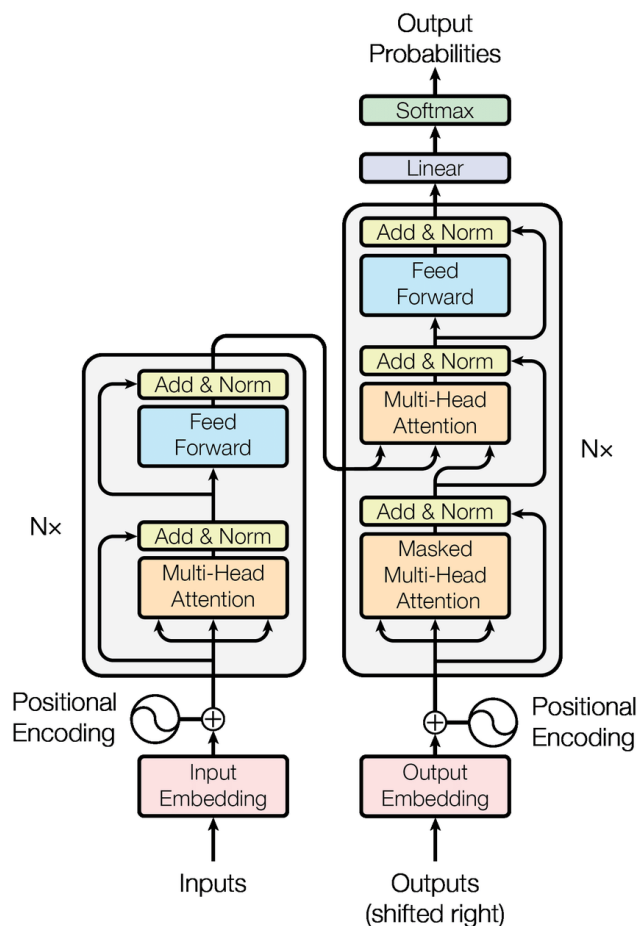 Output
Probabilities
Softmax
Linear
Add & Norm
Feed
Forward
Add & Norm
Multi-Head
Attention
Add & Norm
Masked
Multi-Head
Attention
N×
Add & Norm
Feed
Forward
Add & Norm
Multi-Head
Attention
N×
Positional
Encoding
Positional
Encoding
Input
Embedding
Output
Embedding
Inputs
Outputs
(shifted right)